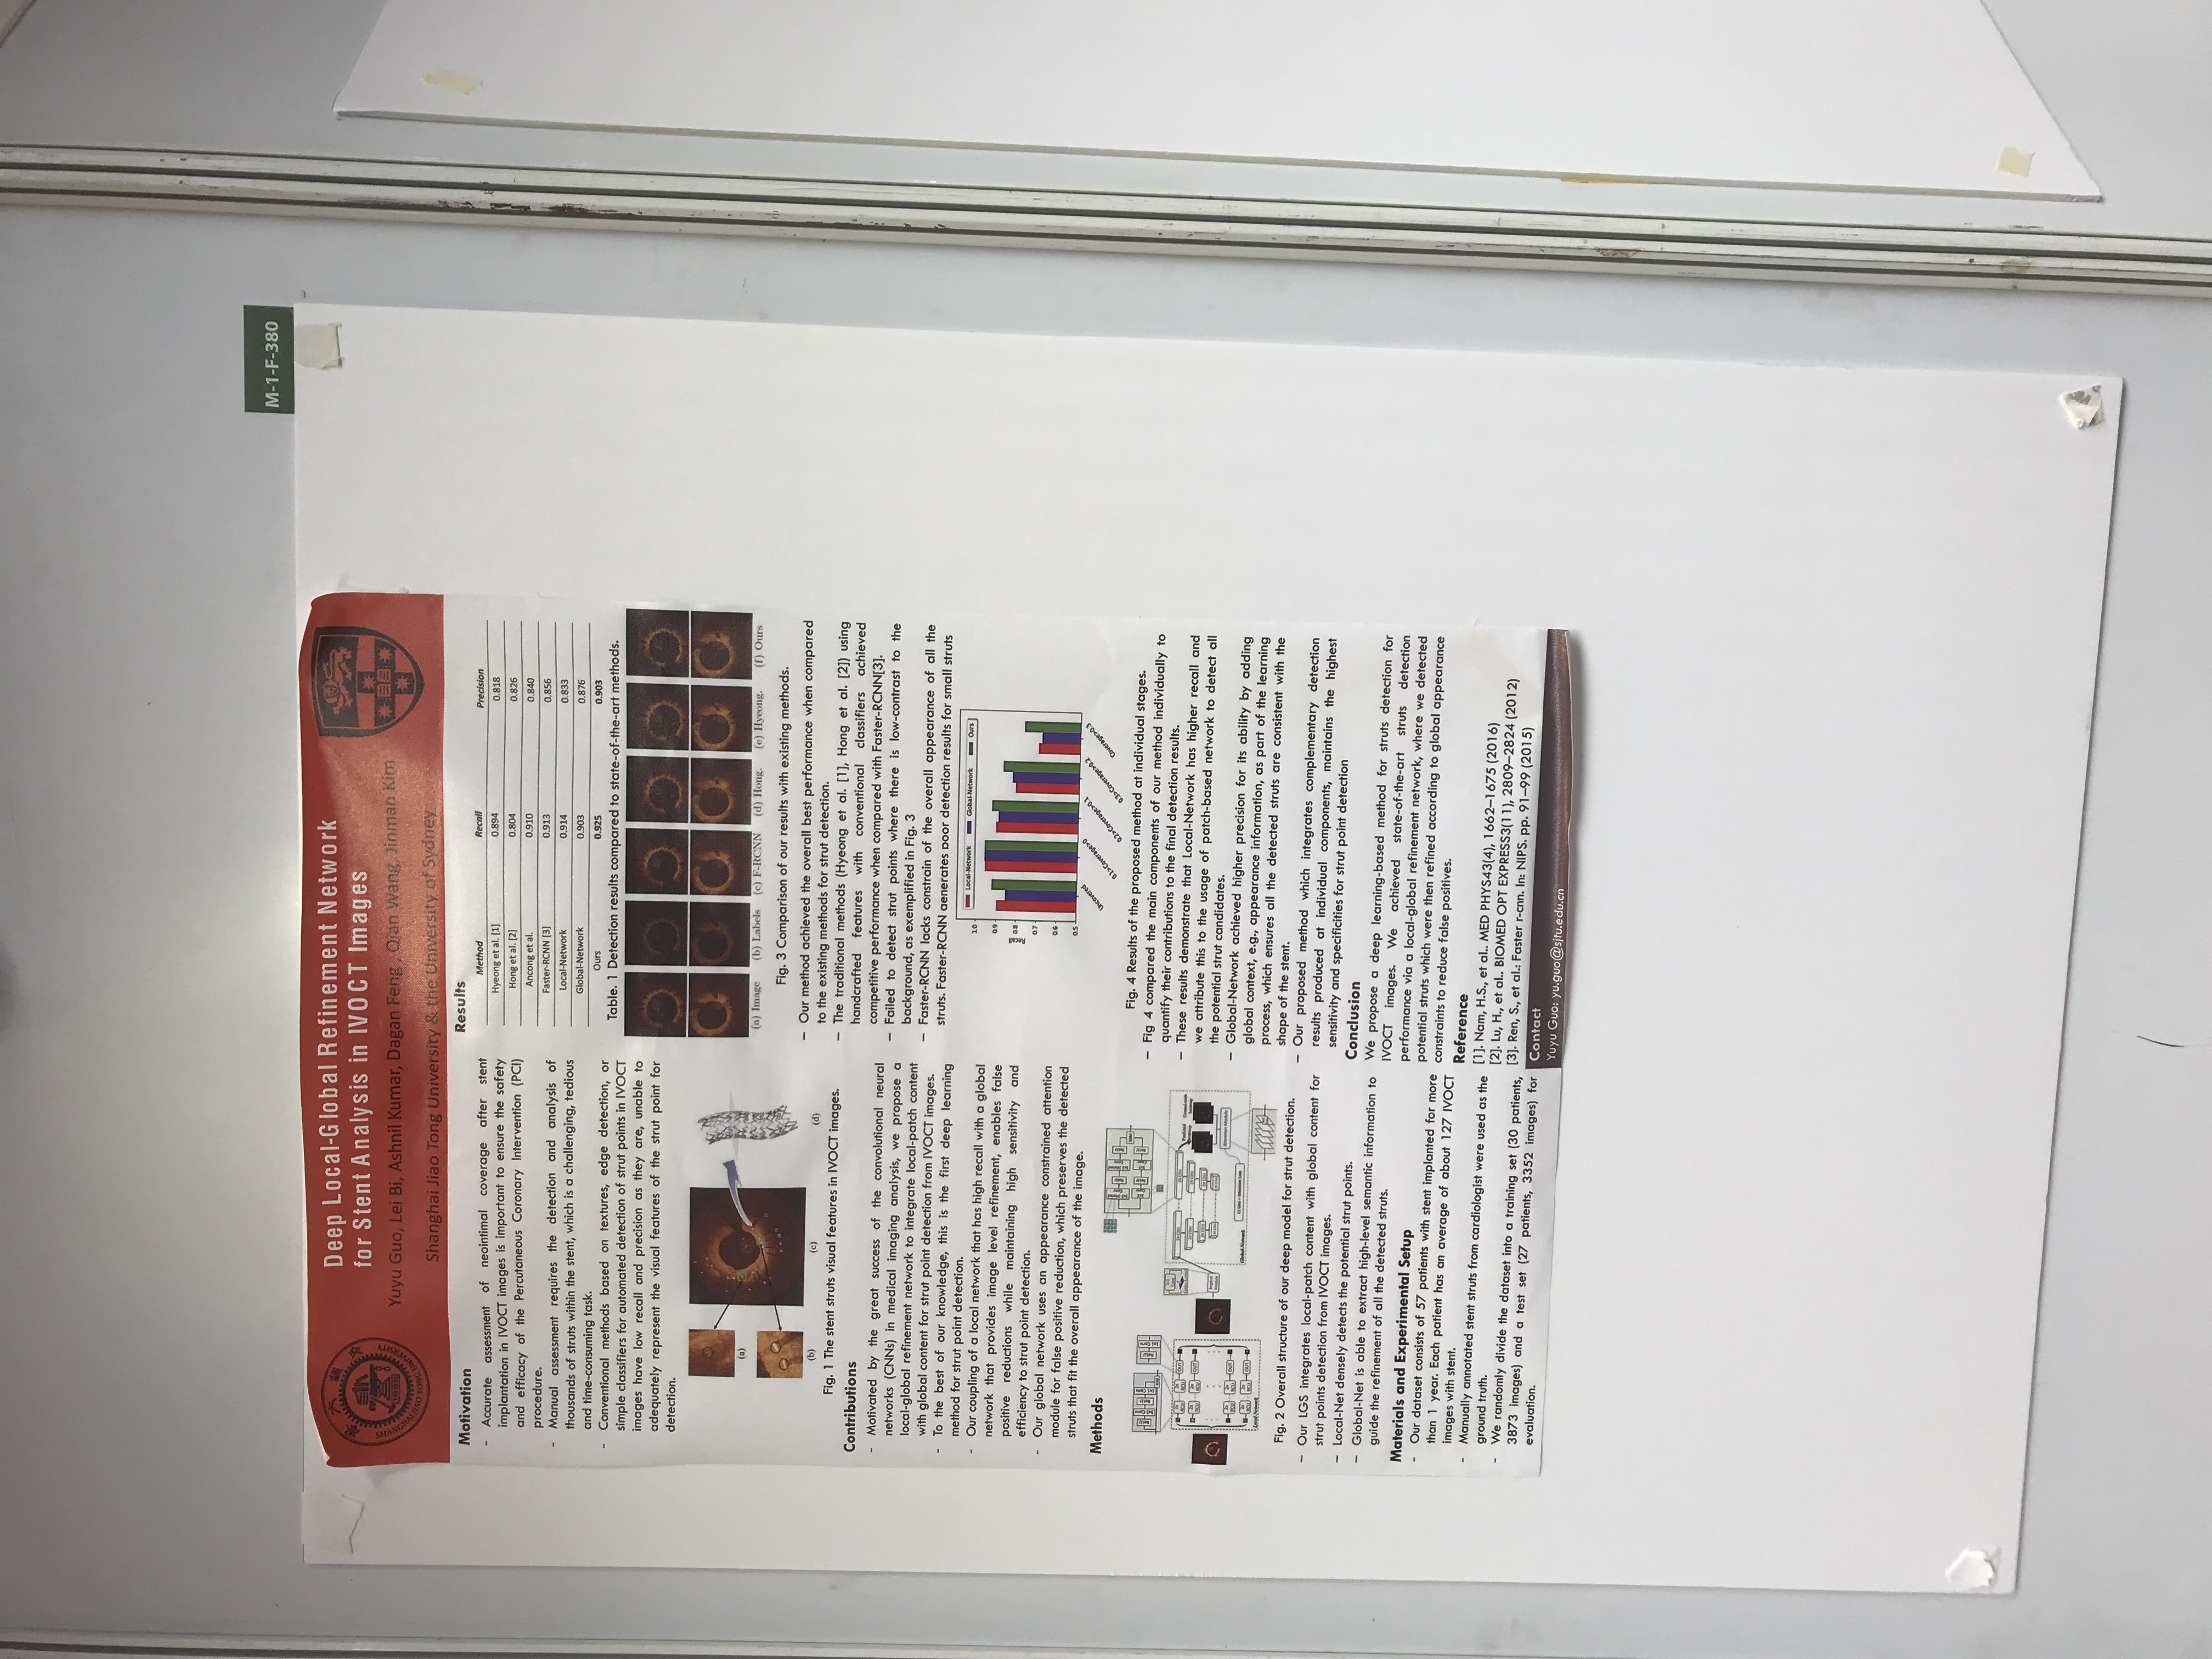 M-1-F-380
Deep Local-Global Refinement Network
for Stent Analysis in IVOCT Images
Yuyu Guo, Lei Bi, Ashnil Kumar, Dagan Feng , Qian Wang, Jinman Kim
Shanghai Jiao Tong University & the University of Sydney
SHANGHAI JIAO TONG UNIVERSITY
Motivation
- Accurate assessment of neointimal coverage after stent
implantation in IVOCT images is important to ensure the safety
and efficacy of the Percutaneous Coronary Intervention (PCI)
procedure.
- Manual assessment requires the detection and analysis of
thousands of struts within the stent, which is a challenging, tedious
and time-consuming task.
- Conventional methods based on textures, edge detection, or
simple classifiers for automated detection of strut points in IVOCT
images have low recall and precision as they are, unable to
adequately represent the visual features of the strut point for
detection.
(a)
(b)
(c)
(d)
Fig. 1 The stent struts visual features in IVOCT images.
Contributions
- Motivated by the great success of the convolutional neural
networks (CNNs) in medical imaging analysis, we propose a
local-global refinement network to integrate local-patch content
with global content for strut point detection from IVOCT images.
- To the best of our knowledge, this is the first deep learning
method for strut point detection.
- Our coupling of a local network that has high recall with a global
network that provides image level refinement, enables false
positive reductions while maintaining high sensitivity and
efficiency to strut point detection.
- Our global network uses an appearance constrained attention
module for false positive reduction, which preserves the detected
struts that fit the overall appearance of the image.
Methods
Local-Network
Global-Network
Attention Module
Fig. 2 Overall structure of our deep model for strut detection.
– Our LGS integrates local-patch content with global content for
strut points detection from IVOCT images.
– Local-Net densely detects the potential strut points.
– Global-Net is able to extract high-level semantic information to
guide the refinement of all the detected struts.
Materials and Experimental Setup
- Our dataset consists of 57 patients with stent implanted for more
than 1 year. Each patient has an average of about 127 IVOCT
images with stent.
- Manually annotated stent struts from cardiologist were used as the
ground truth.
- We randomly divide the dataset into a training set (30 patients,
3873 images) and a test set (27 patients, 3352 images) for
evaluation.
Results
Method Recall Precision
Hyeong et al. [1] 0.894 0.818
Hong et al. [2] 0.804 0.826
Ancong et al. 0.910 0.840
Faster-RCNN [3] 0.913 0.856
Local-Network 0.914 0.833
Global-Network 0.903 0.876
Ours 0.925 0.903
Table. 1 Detection results compared to state-of-the-art methods.
(a) Image (b) Labels (c) F-RCNN (d) Hong. (e) Hyeong. (f) Ours
Fig. 3 Comparison of our results with existing methods.
– Our method achieved the overall best performance when compared
to the existing methods for strut detection.
– The traditional methods (Hyeong et al. [1], Hong et al. [2]) using
handcrafted features with conventional classifiers achieved
competitive performance when compared with Faster-RCNN[3].
– Failed to detect strut points where there is low-contrast to the
background, as exemplified in Fig. 3
– Faster-RCNN lacks constrain of the overall appearance of all the
struts. Faster-RCNN generates poor detection results for small struts
Local-Network Global-Network Ours
Recall
1.0
0.9
0.8
0.7
0.6
0.5
Uncovered
0.1>Coverage>0
0.2>Coverage>0.1
0.3>Coverage>0.2
Coverage>0.3
Fig. 4 Results of the proposed method at individual stages.
– Fig 4 compared the main components of our method individually to
quantify their contributions to the final detection results.
– These results demonstrate that Local-Network has higher recall and
we attribute this to the usage of patch-based network to detect all
the potential strut candidates.
– Global-Network achieved higher precision for its ability by adding
global context, e.g., appearance information, as part of the learning
process, which ensures all the detected struts are consistent with the
shape of the stent.
– Our proposed method which integrates complementary detection
results produced at individual components, maintains the highest
sensitivity and specificities for strut point detection
Conclusion
We propose a deep learning-based method for struts detection for
IVOCT images. We achieved state-of-the-art struts detection
performance via a local-global refinement network, where we detected
potential struts which were then refined according to global appearance
constraints to reduce false positives.
Reference
[1]. Nam, H.S., et al.. MED PHYS43(4), 1662–1675 (2016)
[2]. Lu, H., et al.. BIOMED OPT EXPRESS3(11), 2809–2824 (2012)
[3]. Ren, S., et al.: Faster r-cnn. In: NIPS. pp. 91–99 (2015)
Contact
Yuyu Guo: yu.guo@sjtu.edu.cn